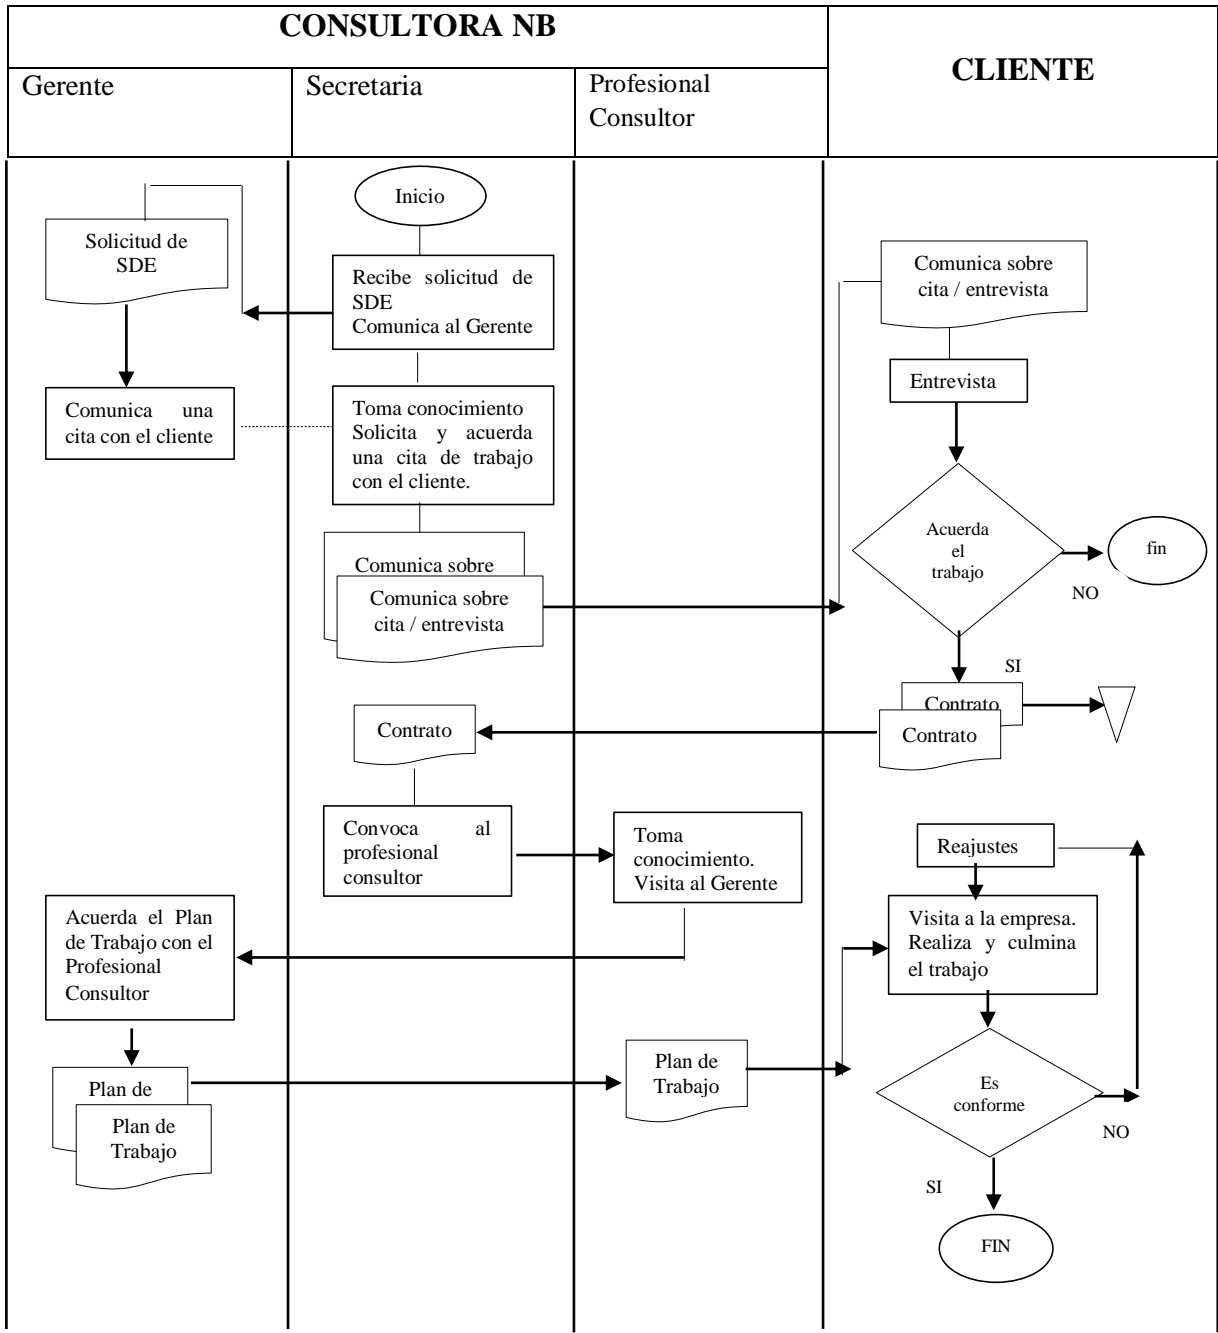 CONSULTORA NB
CLIENTE
Gerente
Secretaria
Profesional
Consultor
Inicio
Solicitud de
SDE
Recibe solicitud de
SDE
Comunica al Gerente
Comunica sobre
cita / entrevista
Entrevista
Comunica una
cita con el cliente
Toma conocimiento
Solicita y acuerda
una cita de trabajo
con el cliente.
Acuerda
el
trabajo
fin
NO
Comunica sobre
Comunica sobre
cita / entrevista
SI
Contrato
Contrato
Contrato
Convoca al
profesional
consultor
Toma
conocimiento.
Visita al Gerente
Reajustes
Acuerda el Plan
de Trabajo con el
Profesional
Consultor
Visita a la empresa.
Realiza y culmina
el trabajo
Plan de
Plan de
Trabajo
Plan de
Trabajo
Es
conforme
NO
SI
FIN